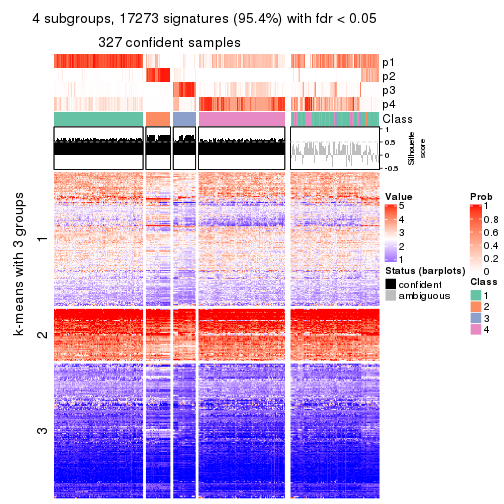 4 subgroups, 17273 signatures (95.4%) with fdr < 0.05
327 confident samples
p1
p2
p3
p4
Class
1
0.5
0
-0.5
Silhouette
score
k-means with 3 groups
1
2
3
Value
5
4
3
2
1
Status (barplots)
confident
ambiguous
Prob
1
0.8
0.6
0.4
0.2
0
Class
1
2
3
4